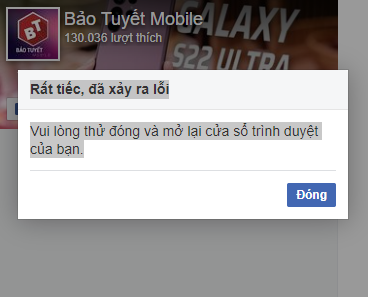 Bảo Tuyết Mobile
130.036 lượt thích
BT
BẢO TUYẾT
GALAXY
S22 ULTRA
Rất tiếc, đã xảy ra lỗi
Vui lòng thử đóng và mở lại cửa sổ trình duyệt
của bạn.
Đóng